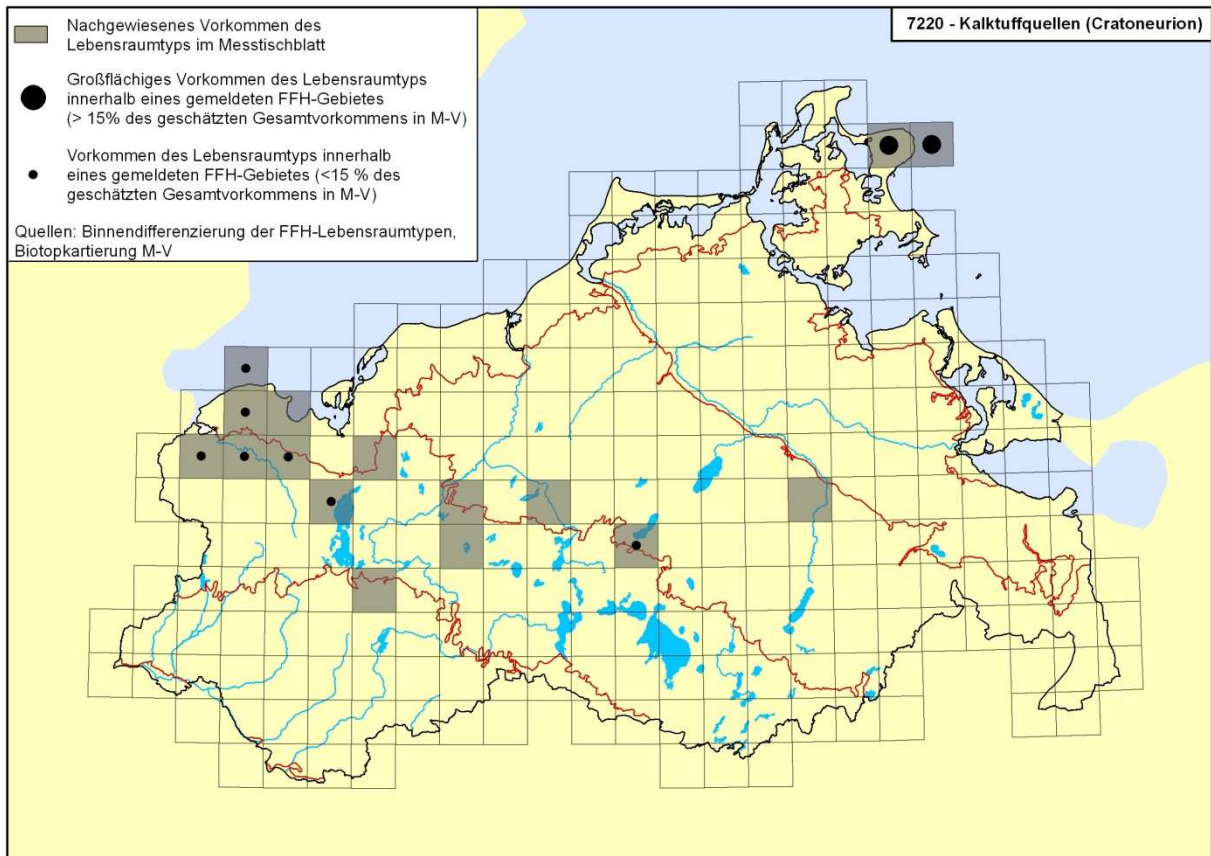 Nachgewiesenes Vorkommen des
Lebensraumtyps im Messtischblatt
Großflächiges Vorkommen des Lebensraumtyps
innerhalb eines gemeldeten FFH-Gebietes
(> 15% des geschätzten Gesamtvorkommens in M-V)
Vorkommen des Lebensraumtyps innerhalb
eines gemeldeten FFH-Gebietes (<15 % des
geschätzten Gesamtvorkommens in M-V)
Quellen: Binnendifferenzierung der FFH-Lebensraumtypen,
Biotopkartierung M-V
7220 - Kalktuffquellen (Cratoneurion)